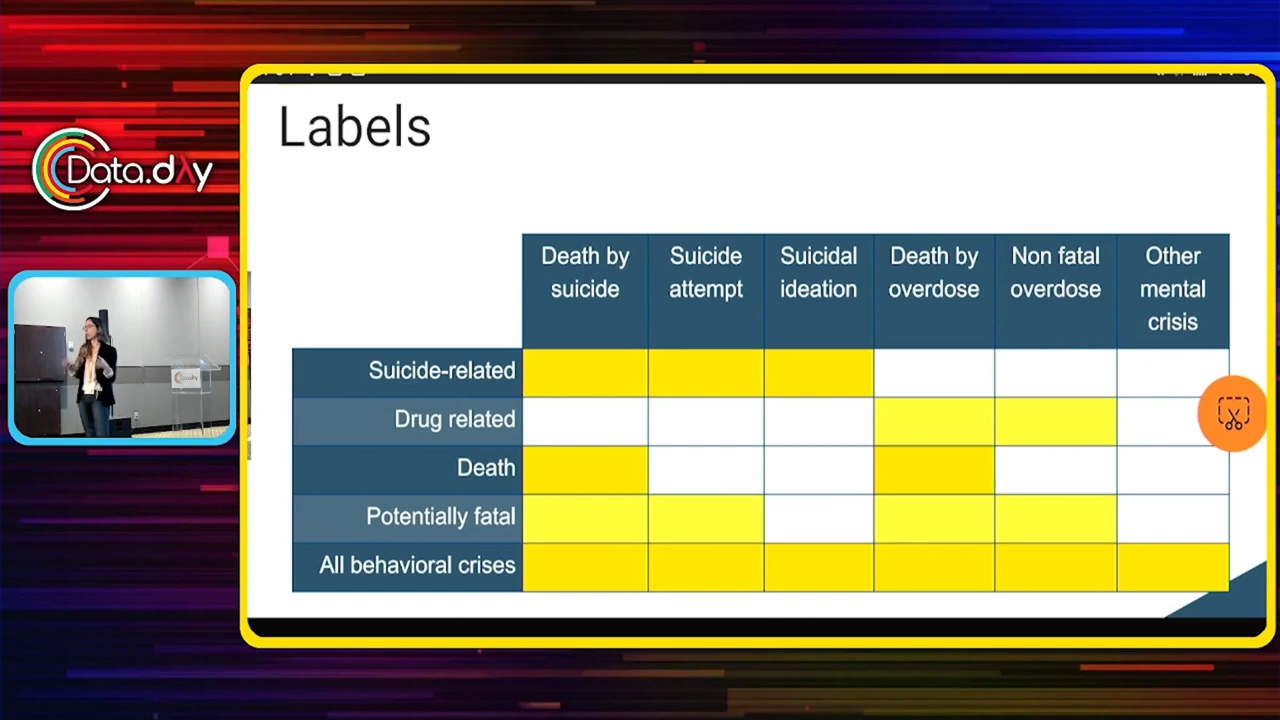 Labels
Data.dAy
Death by suicide
Suicide attempt
Suicidal ideation
Death by overdose
Non fatal overdose
Other mental crisis
Suicide-related
Drug related
Death
Potentially fatal
All behavioral crises